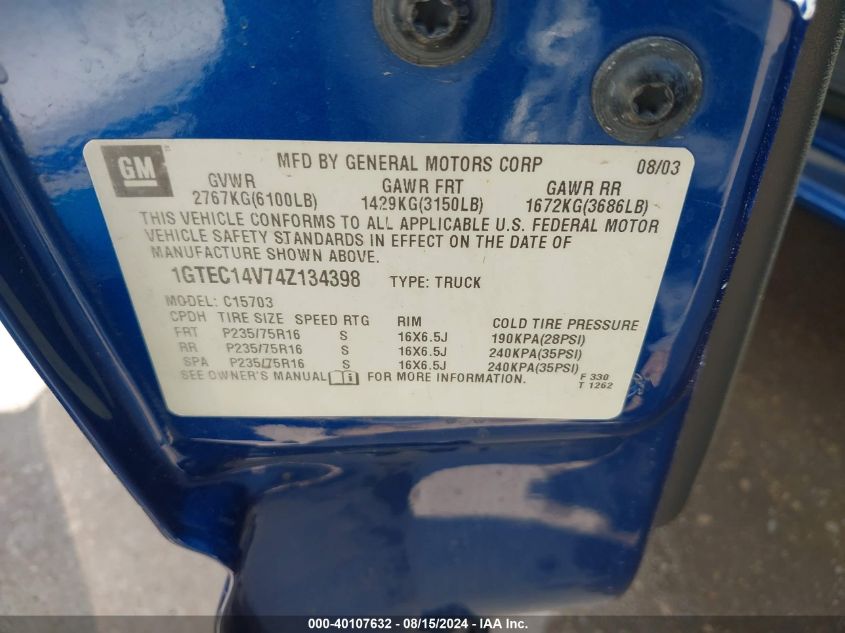 GM
MFD BY GENERAL MOTORS CORP 08/03
GVWR GAWR FRT GAWR RR
2767KG(6100LB) 1429KG(3150LB) 1672KG(3686LB)
THIS VEHICLE CONFORMS TO ALL APPLICABLE U.S. FEDERAL MOTOR
VEHICLE SAFETY STANDARDS IN EFFECT ON THE DATE OF
MANUFACTURE SHOWN ABOVE.
1GTEC14V74Z134398 TYPE: TRUCK
MODEL: C15703
CPDH TIRE SIZE SPEED RTG RIM COLD TIRE PRESSURE
FRT P235/75R16 S 16X6.5J 190KPA(28PSI)
RR P235/75R16 S 16X6.5J 240KPA(35PSI)
SPA P235/75R16 S 16X6.5J 240KPA(35PSI)
SEE OWNER'S MANUAL FOR MORE INFORMATION.
F 330
T 1262
000-40107632 - 08/15/2024 - IAA Inc.